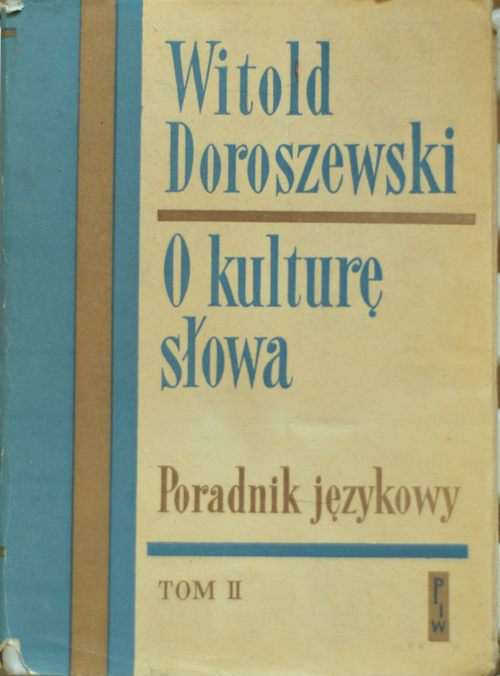 Witold
Doroszewski
O kulturę
słowa
Poradnik językowy
TOM II
PIW